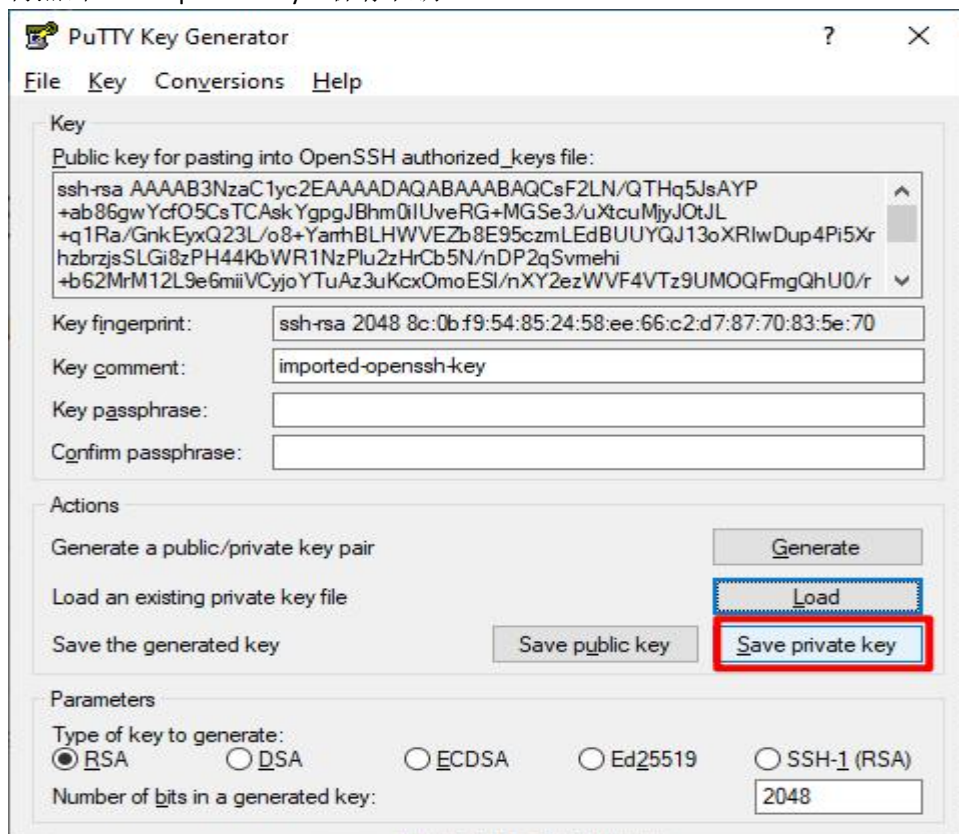 PuTTY Key Generator
File Key Conversions Help
Key
Public key for pasting into OpenSSH authorized_keys file:
ssh-rsa AAAAB3NzaC1yc2EAAAADAQABAAABAQCsF2LN/QTHq5JsAYP
+ab86gwYcfO5CsTCAskYgpgJBhm0iIUveRG+MGSe3/uXtcuMjyJOtJL
+q1Ra/GnkEyxQ23L/o8+YarrhBLHWVEZb8E95czmLEdBUUYQJ13oXRIwDup4Pi5Xr
hzbrzjsSLGi8zPH44KbWR1NzPlu2zHrCb5N/nDP2qSvmehi
+b62MrM12L9e6miiVCyjoYTuAz3uKcxOmoESl/nXY2ezWVF4VTz9UMOQFmgQhU0/r
Key fingerprint: ssh-rsa 2048 8c:0b:f9:54:85:24:58:ee:66:c2:d7:87:70:83:5e:70
Key comment: imported-openssh-key
Key passphrase:
Confirm passphrase:
Actions
Generate a public/private key pair Generate
Load an existing private key file Load
Save the generated key Save public key Save private key
Parameters
Type of key to generate:
RSA DSA ECDSA Ed25519 SSH-1 (RSA)
Number of bits in a generated key: 2048